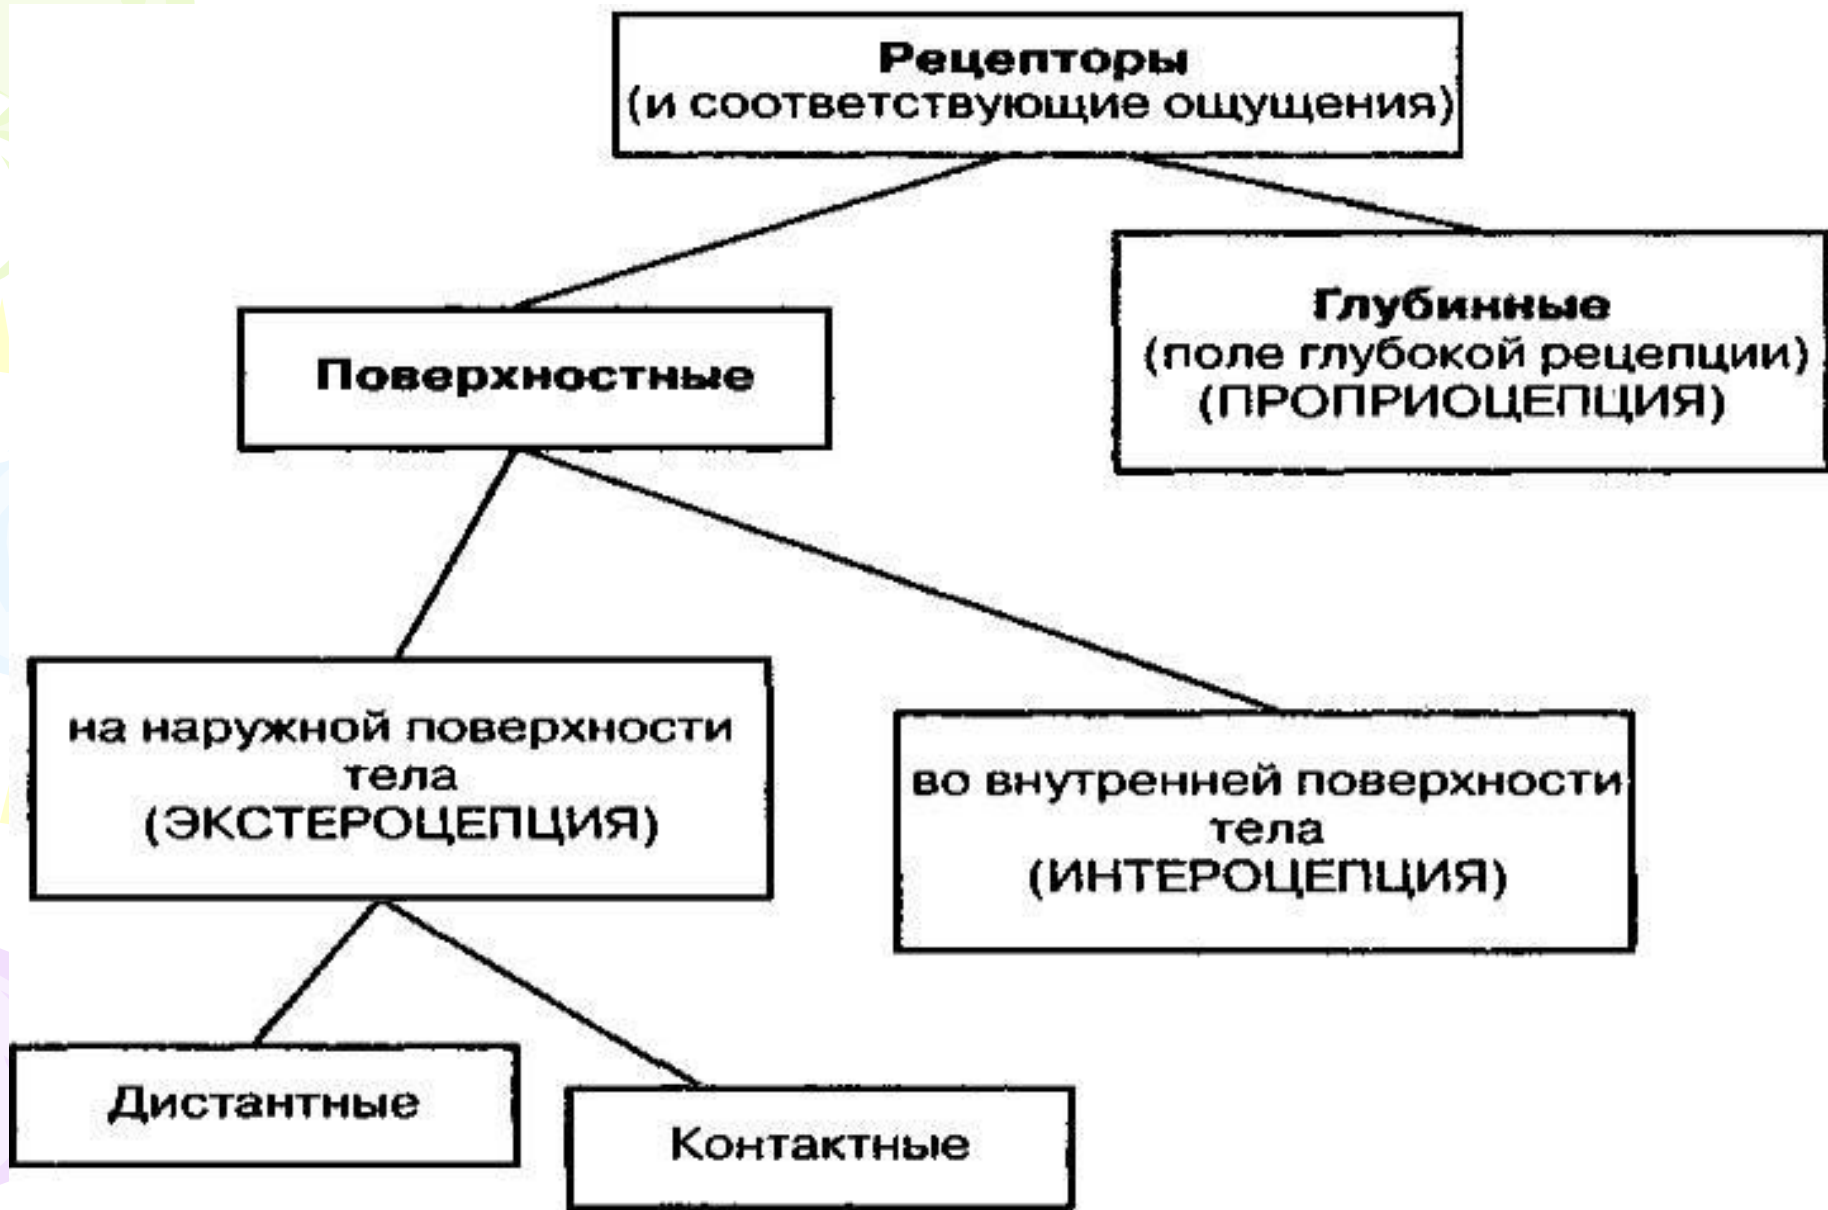 Рецепторы
(и соответствующие ощущения)
Глубинные
(поле глубокой рецепции)
(ПРОПРИОЦЕПЦИЯ)
Поверхностные
на наружной поверхности
тела
(ЭКСТЕРОЦЕПЦИЯ)
во внутренней поверхности
тела
(ИНТЕРОЦЕПЦИЯ)
Дистантные
Контактные